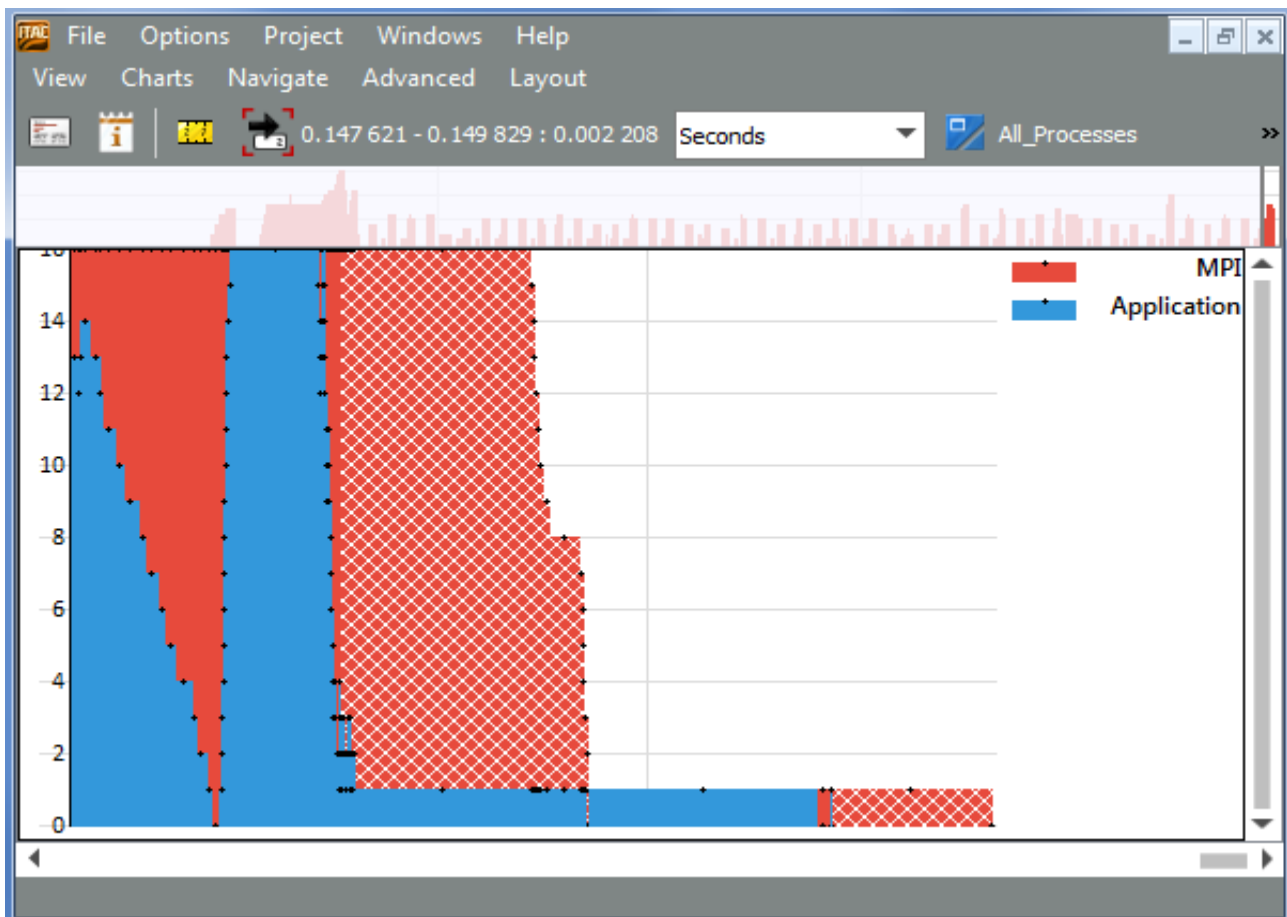 ITAC File Options Project Windows Help
View Charts Navigate Advanced Layout
0.147 621 - 0.149 829 : 0.002 208 Seconds All_Processes »
MPI
Application
14
12
10
8
6
4
2
0